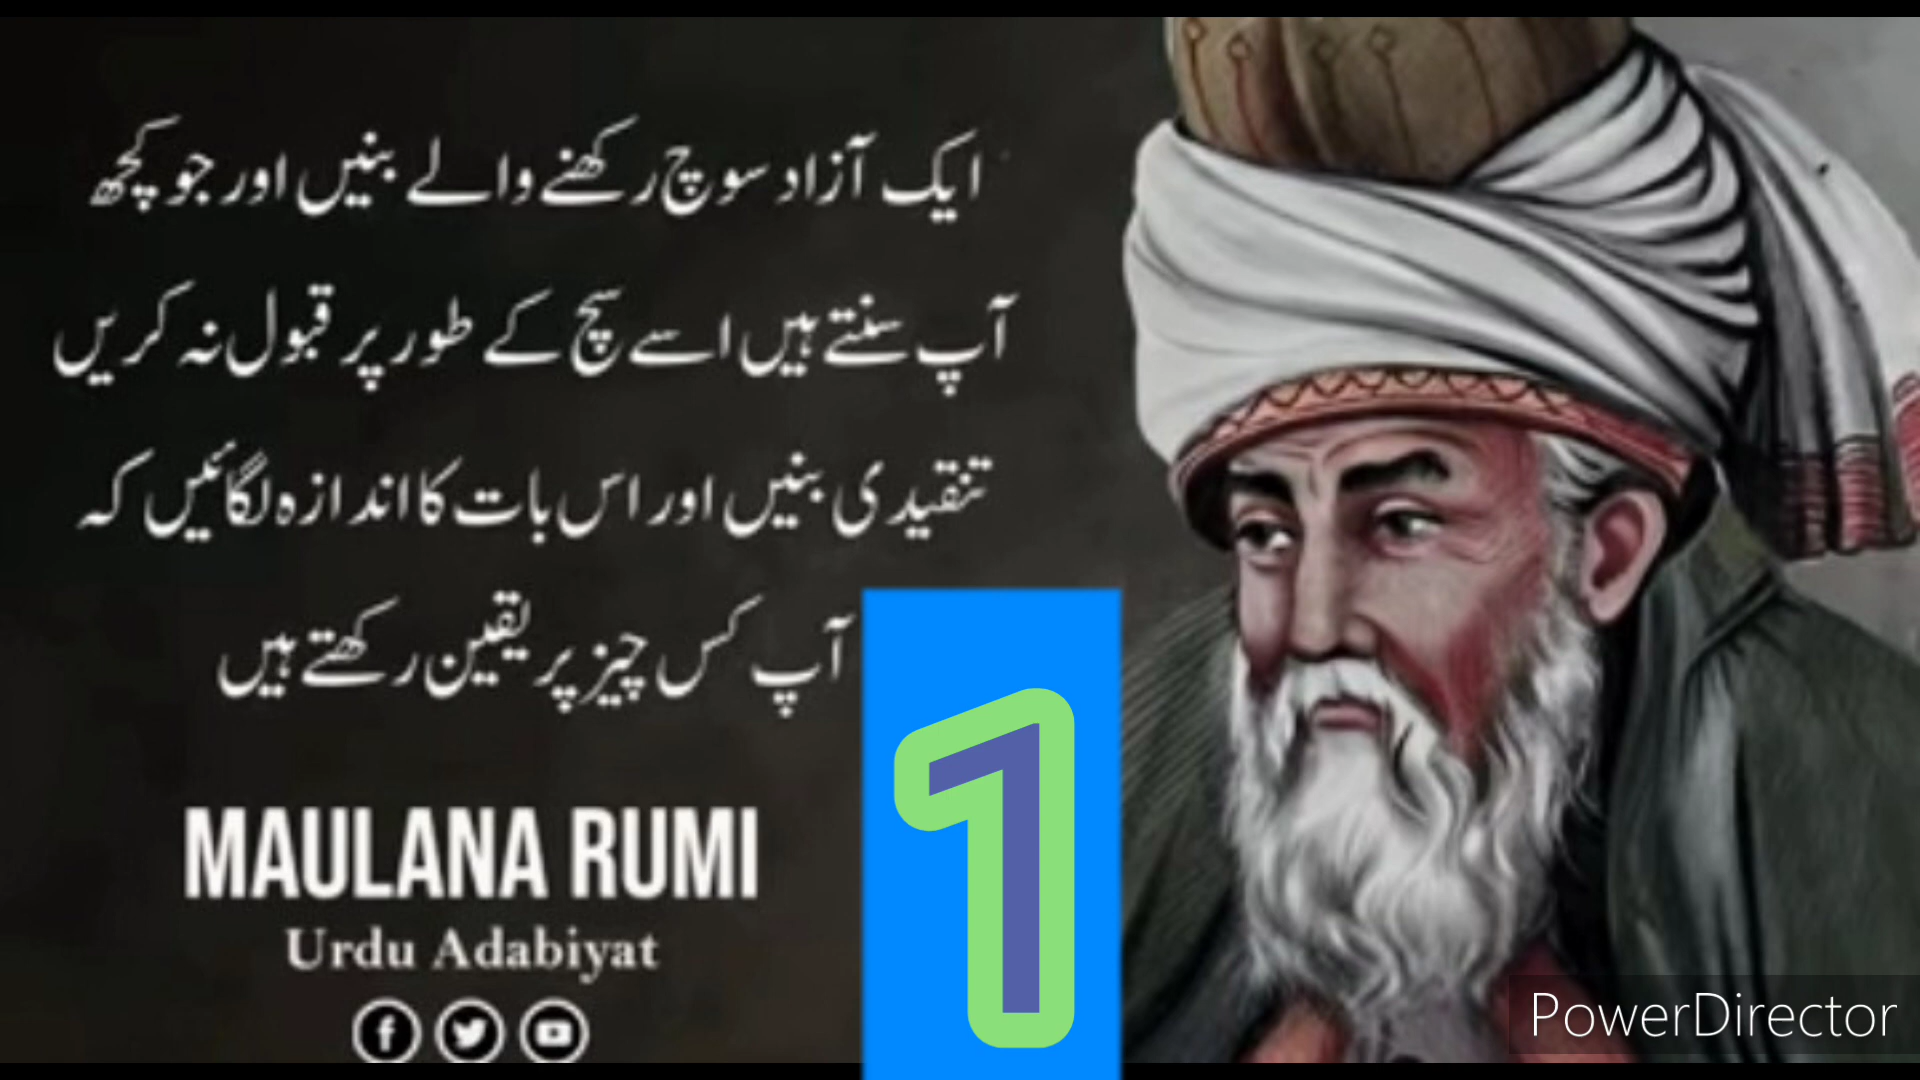 ایک آزاد سوچ رکھنے والے بنیں اور جو کچھ
آپ سنتے ہیں اسے سچ کے طور پر قبول نہ کریں
تنقیدی بنیں اور اس بات کا اندازہ لگائیں کہ
آپ کس چیز پر یقین رکھتے ہیں
1
MAULANA RUMI
Urdu Adabiyat
PowerDirector